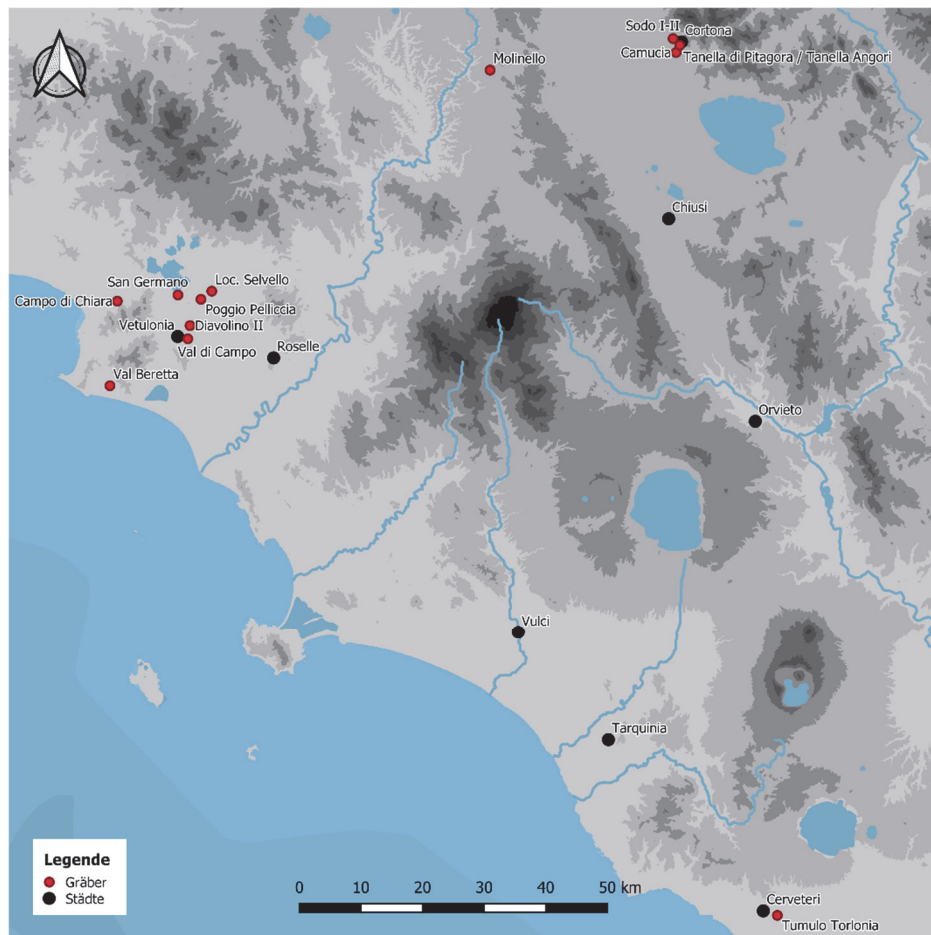 Sodo I-II
Cortona
Camucia
Tanella di Pitagora / Tanella Angori
Molinello
Chiusi
San Germano
Loc. Selvello
Campo di Chiara
Poggio Pelliccia
Vetulonia
Diavolino II
Val di Campo
Roselle
Val Beretta
Orvieto
Vulci
Tarquinia
Legende
Gräber
Städte
0 10 20 30 40 50 km
Cerveteri
Tumulo Torlonia